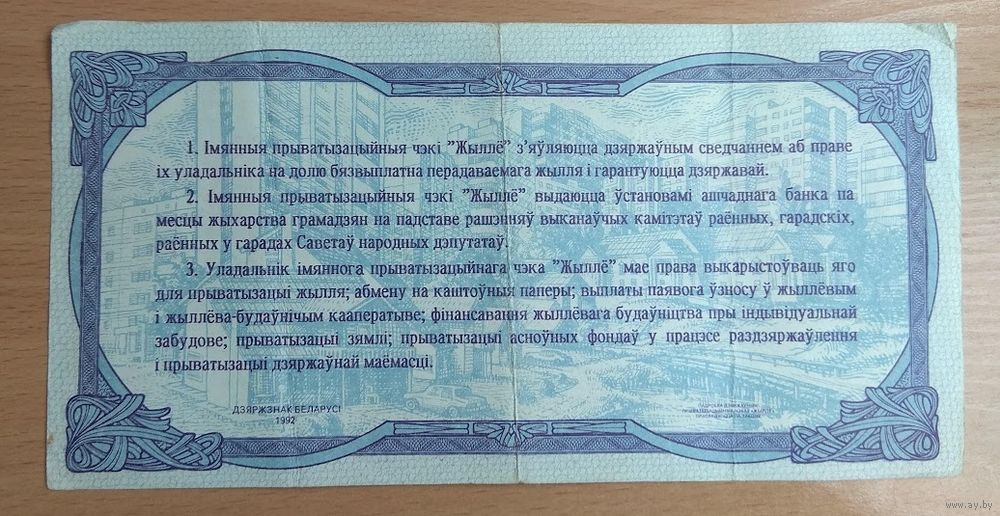 1. Імянныя прыватызацыйныя чэкі "Жыллё" з'яўляюцца дзяржаўным сведчаннем аб праве
іх уладальніка на долю бязвыплатна перадаваемага жылля і гарантуюцца дзяржавай.
2. Імянныя прыватызацыйныя чэкі "Жыллё" выдаюцца ўстановамі ашчаднага банка па
месцы жыхарства грамадзян на падставе рашэнняў выканаўчых камітэтаў раённых, гарадскіх,
раённых у гарадах Саветаў народных дэпутатаў.
3. Уладальнік імяннога прыватызацыйнага чэка "Жыллё" мае права выкарыстоўваць яго
для прыватызацыі жылля; абмену на каштоўныя паперы; выплаты паявога ўзносу ў жыллёвым
і жыллёва-будаўнічым кааператыве; фінансавання жыллёвага будаўніцтва пры індывідуальнай
забудове; прыватызацыі зямлі; прыватызацыі асноўных фондаў у працэсе раздзяржаўлення
і прыватызацыі дзяржаўнай маёмасці.
ДЗЯРЖЗНАК БЕЛАРУСІ
1992
www.ay.by